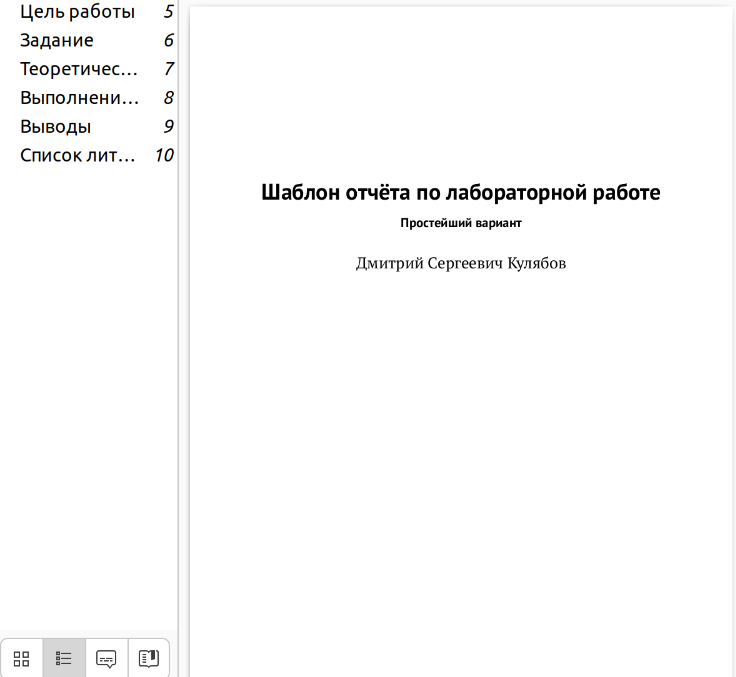 Цель работы 5
Задание 6
Теоретичес… 7
Выполнени… 8
Выводы 9
Список лит… 10
Шаблон отчёта по лабораторной работе
Простейший вариант
Дмитрий Сергеевич Кулябов